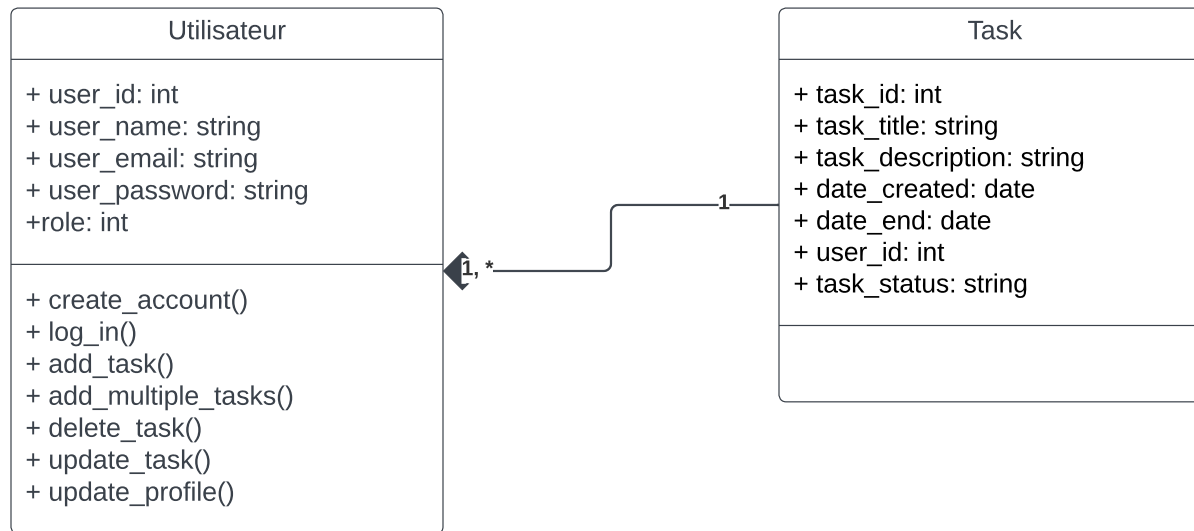 Utilisateur
+ user_id: int
+ user_name: string
+ user_email: string
+ user_password: string
+role: int
+ create_account()
+ log_in()
+ add_task()
+ add_multiple_tasks()
+ delete_task()
+ update_task()
+ update_profile()
1, *
1
Task
+ task_id: int
+ task_title: string
+ task_description: string
+ date_created: date
+ date_end: date
+ user_id: int
+ task_status: string